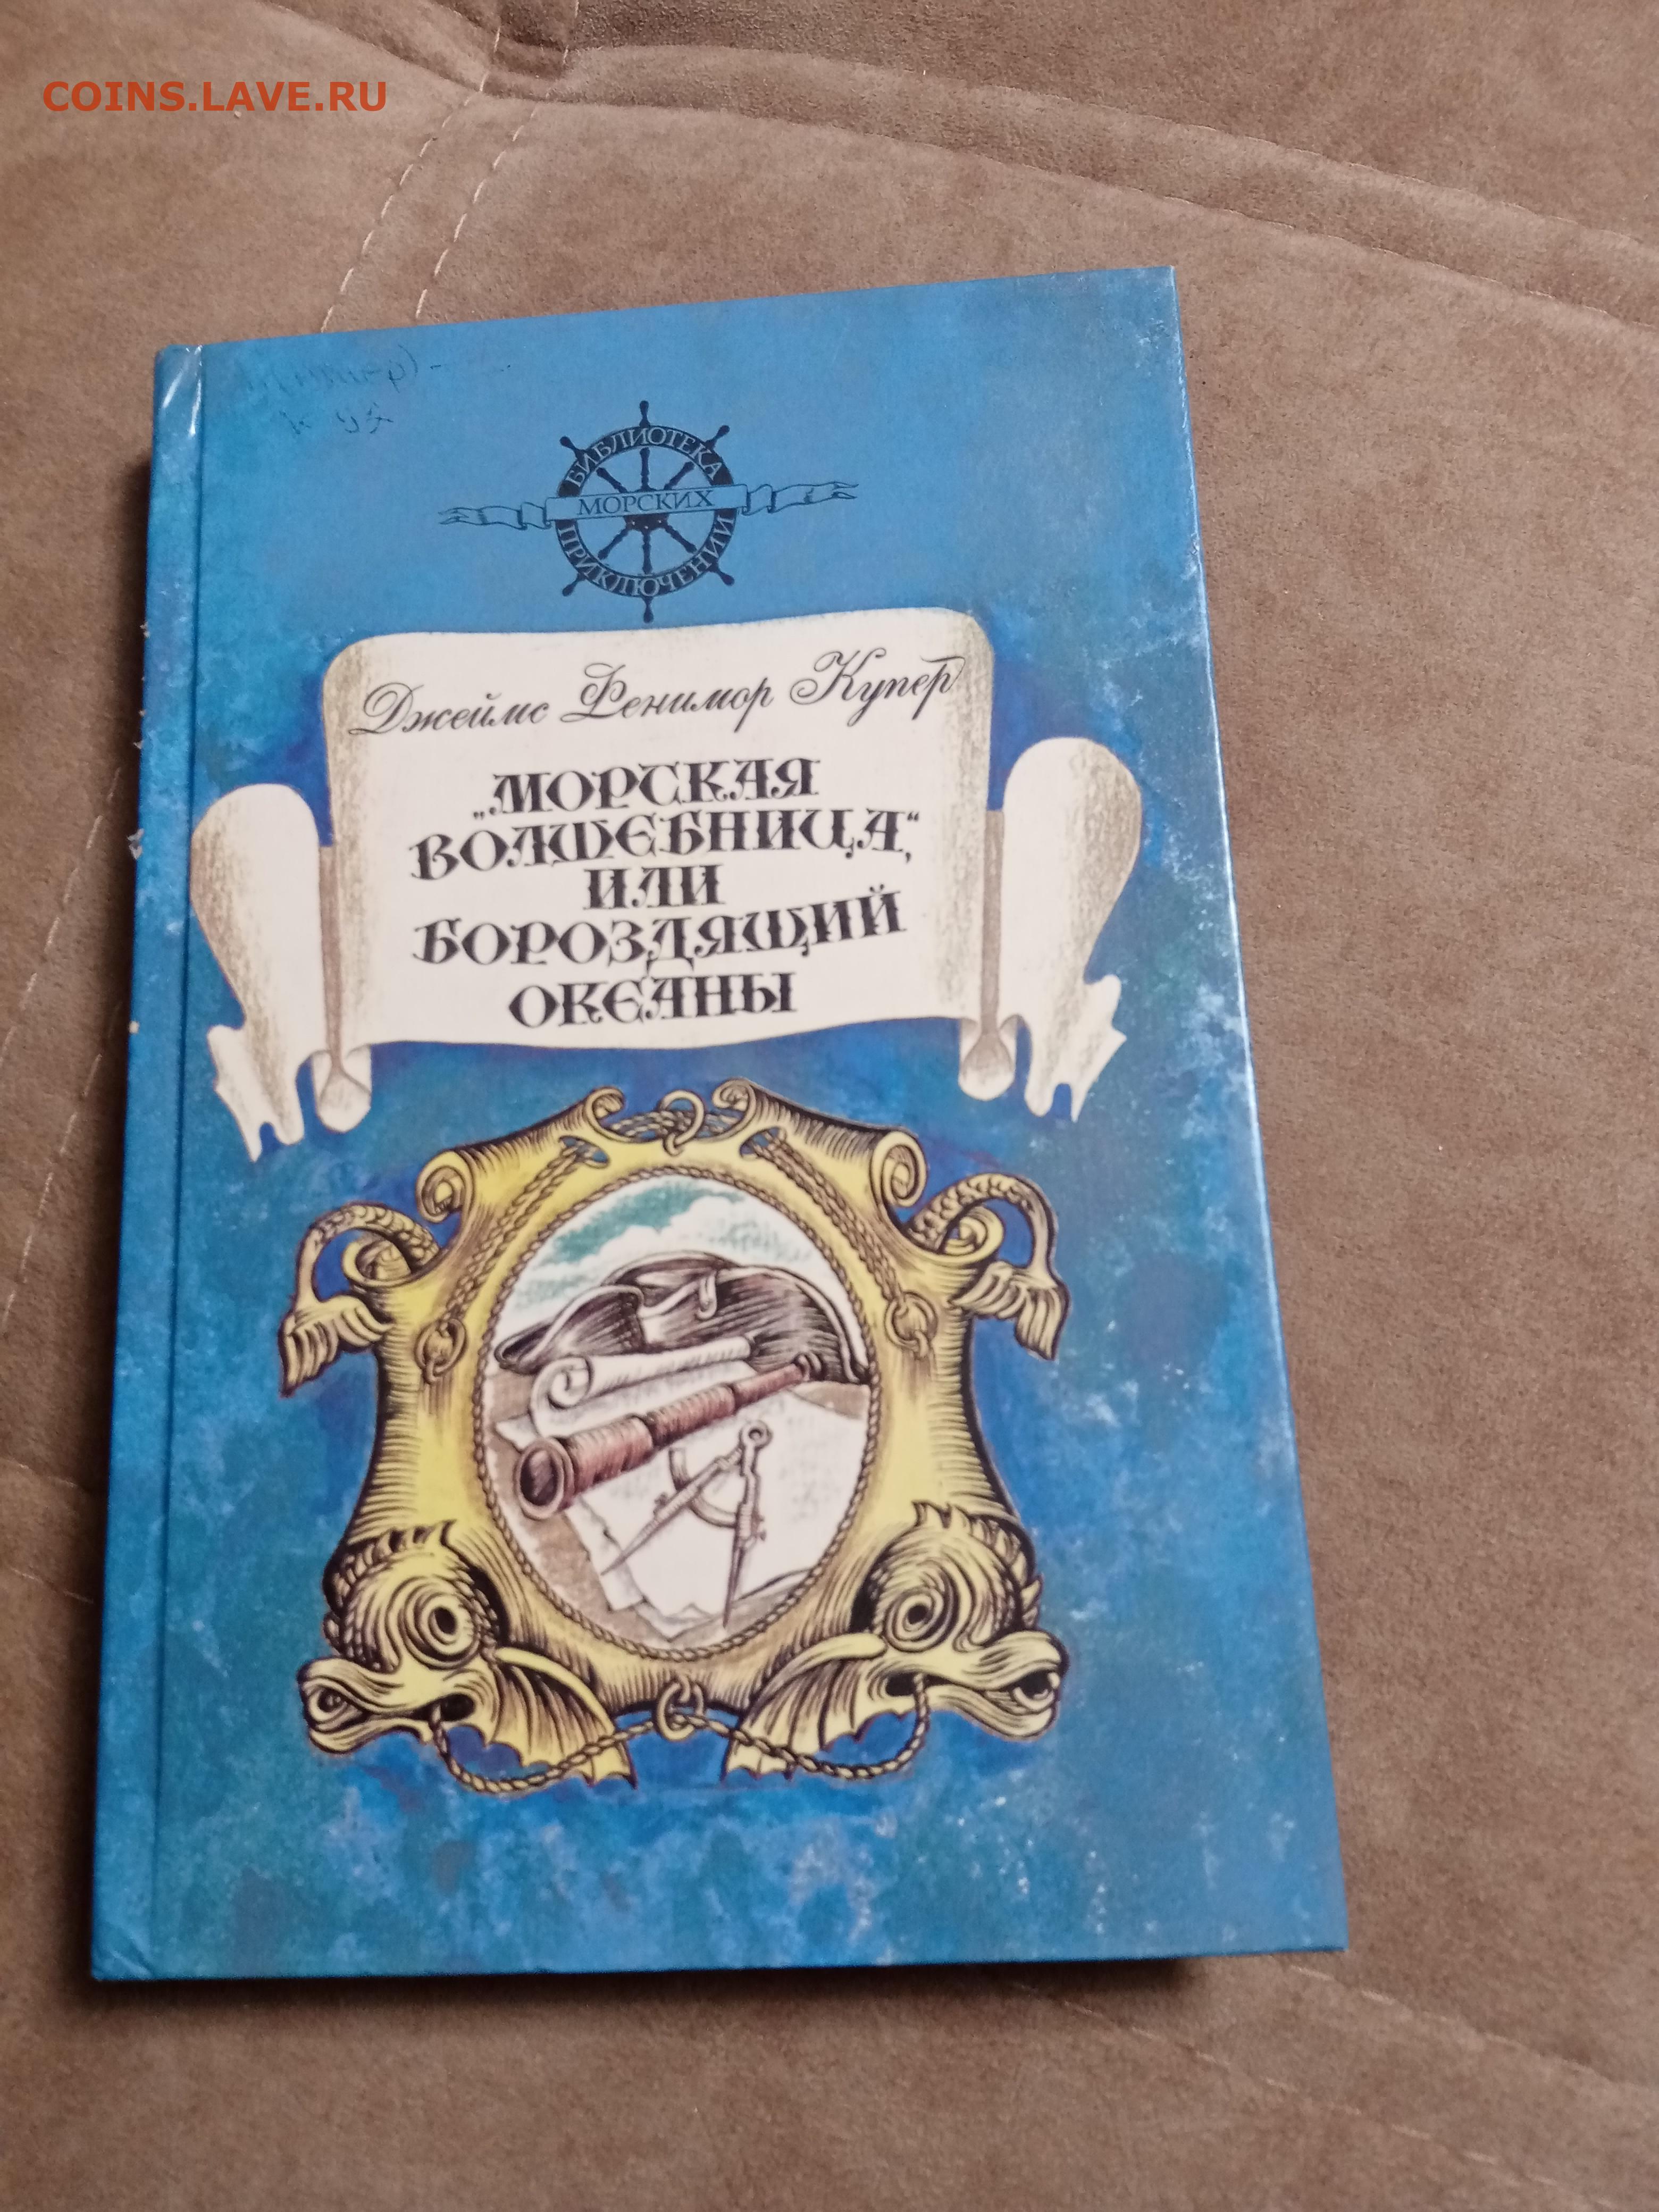 COINS.LAVE.RU
БИБЛИОТЕКА
МОРСКИХ
ПРИКЛЮЧЕНИЙ
Джеймс Фенимор Купер
„МОРСКАЯ
ВОЛШЕБНИЦА“,
ИЛИ
БОРОЗДЯЩИЙ
ОКЕАНЫ